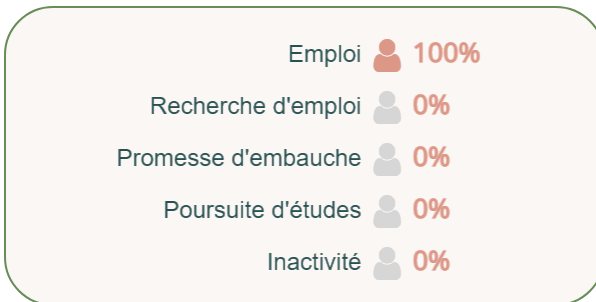 Emploi 100%
Recherche d'emploi 0%
Promesse d'embauche 0%
Poursuite d'études 0%
Inactivité 0%